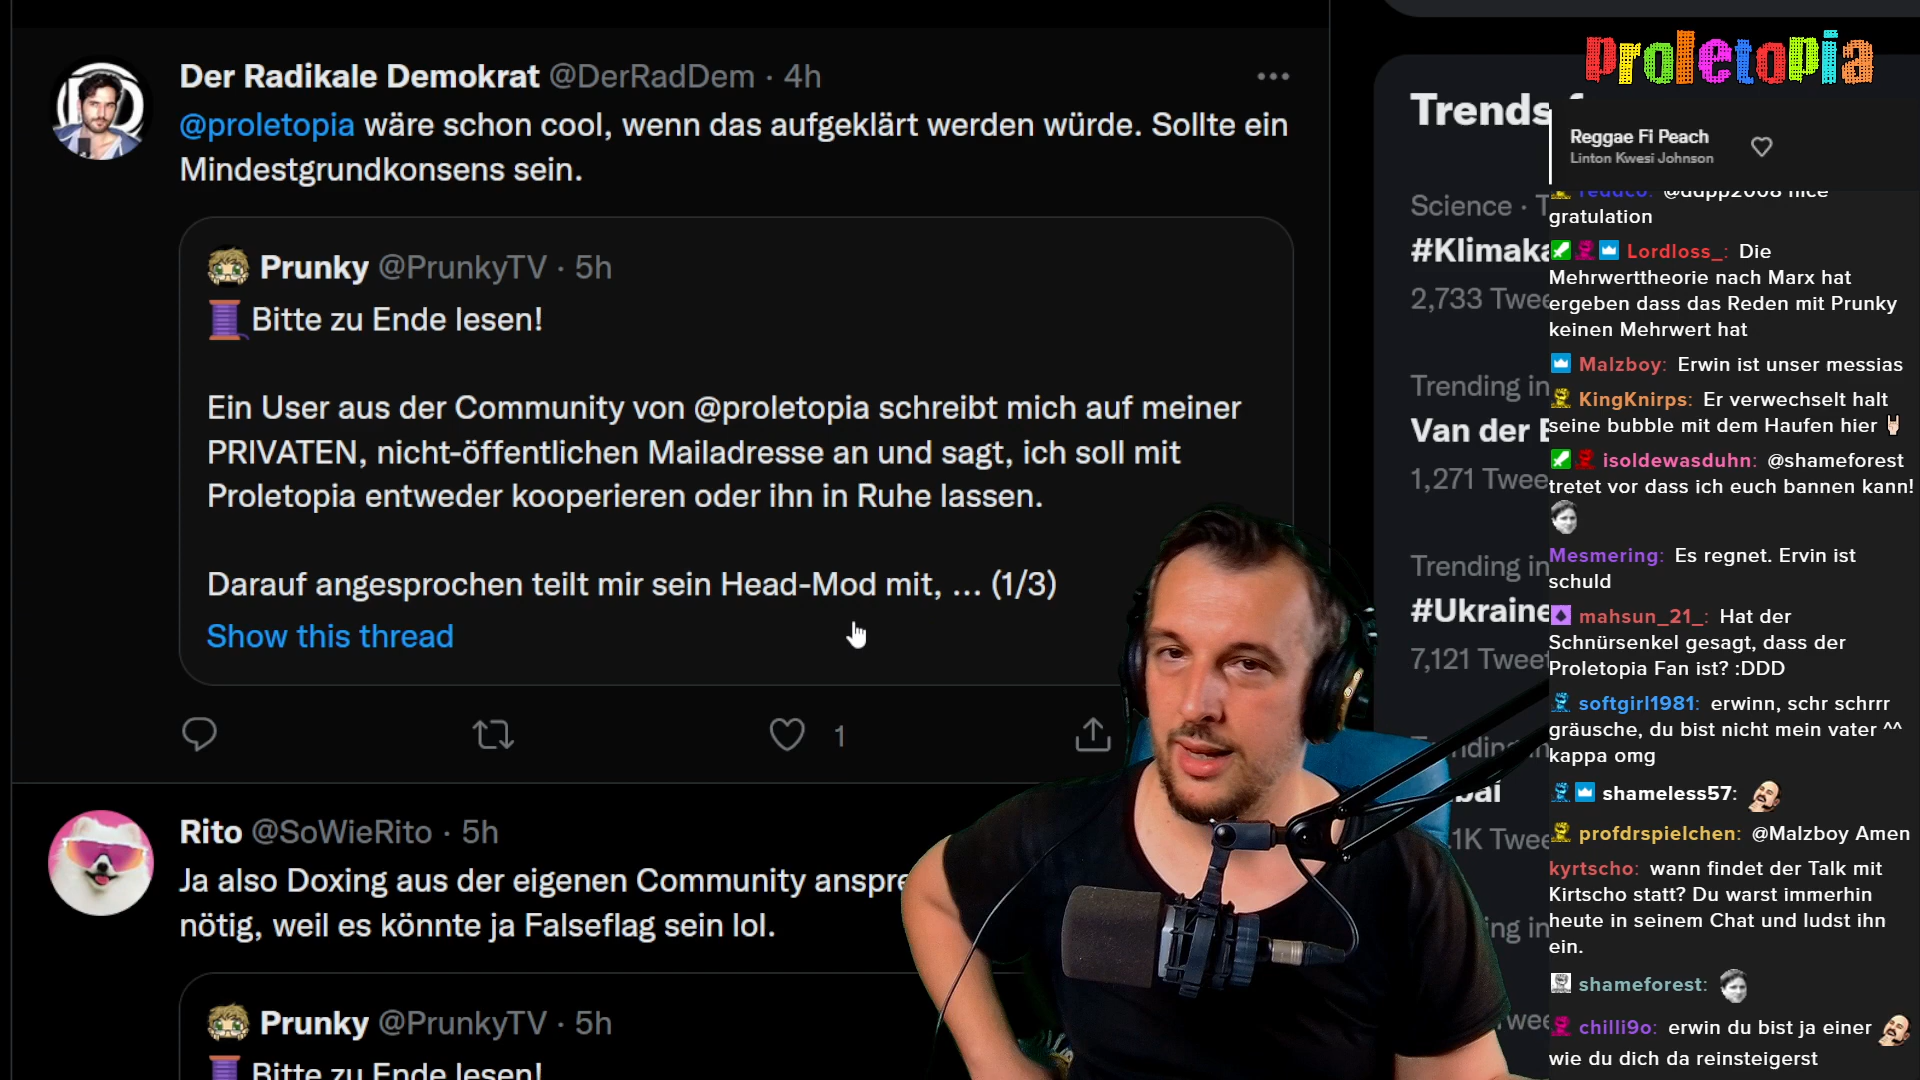 Der Radikale Demokrat @DerRadDem · 4h
@proletopia wäre schon cool, wenn das aufgeklärt werden würde. Sollte ein
Mindestgrundkonsens sein.
Prunky @PrunkyTV · 5h
Bitte zu Ende lesen!
Ein User aus der Community von @proletopia schreibt mich auf meiner
PRIVATEN, nicht-öffentlichen Mailadresse an und sagt, ich soll mit
Proletopia entweder kooperieren oder ihn in Ruhe lassen.
Darauf angesprochen teilt mir sein Head-Mod mit, ... (1/3)
Show this thread
1
Rito @SoWieRito · 5h
Ja also Doxing aus der eigenen Community
nötig, weil es könnte ja Falseflag sein lol.
Prunky @PrunkyTV · 5h
Bitte zu Ende lesen!
Trends
Science ·
#Klimaka
2,733 Twee
Trending in
Van der
1,271 Twee
Trending in
#Ukraine
7,121 Tweet
Proletopia
Reggae Fi Peach
Linton Kwesi Johnson
gratulation
Lordloss_: Die
Mehrwerttheorie nach Marx hat
ergeben dass das Reden mit Prunky
keinen Mehrwert hat
Malzboy: Erwin ist unser messias
KingKnirps: Er verwechselt halt
seine bubble mit dem Haufen hier
isoldewasduhn: @shameforest
tretet vor dass ich euch bannen kann!
Mesmering: Es regnet. Ervin ist
schuld
mahsun_21_: Hat der
Schnürsenkel gesagt, dass der
Proletopia Fan ist? :DDD
softgirl1981: erwinn, schr schrrr
gräusche, du bist nicht mein vater ^^
kappa omg
shameless57:
profdrspielchen: @Malzboy Amen
kyrtscho: wann findet der Talk mit
Kirtscho statt? Du warst immerhin
heute in seinem Chat und ludst ihn
ein.
shameforest:
chilli9o: erwin du bist ja einer
wie du dich da reinsteigerst